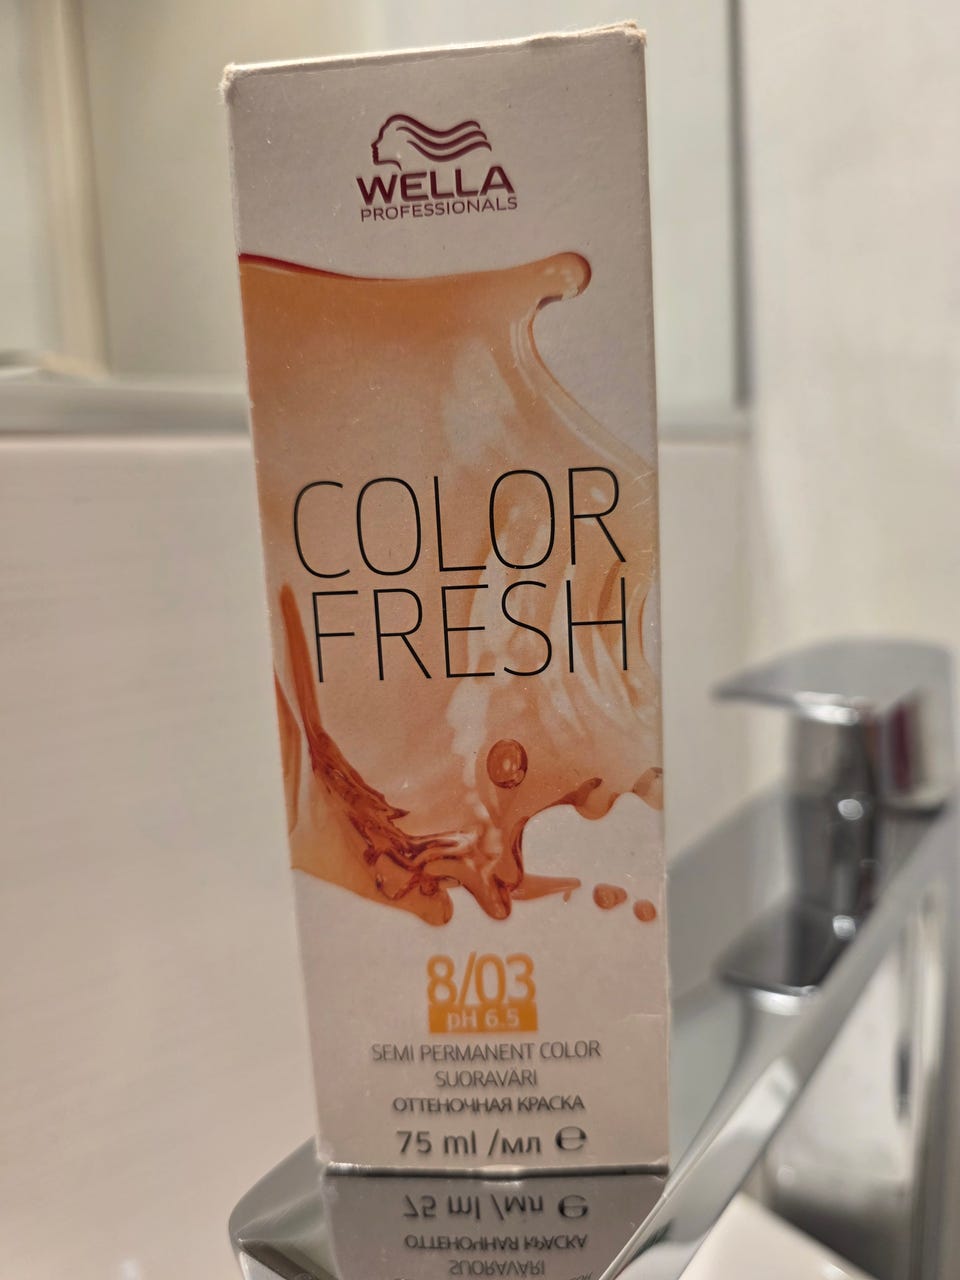 WELLA
PROFESSIONALS
COLOR
FRESH
8/03
pH 6.5
SEMI PERMANENT COLOR
SUORAVÄRI
ОТТЕНОЧНАЯ КРАСКА
75 ml /мл ℮